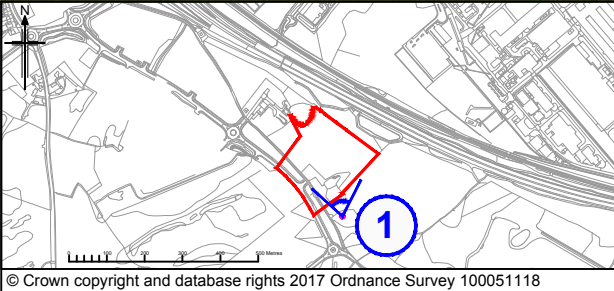 N
1
0 100 200 300 400 500 Metres
© Crown copyright and database rights 2017 Ordnance Survey 100051118